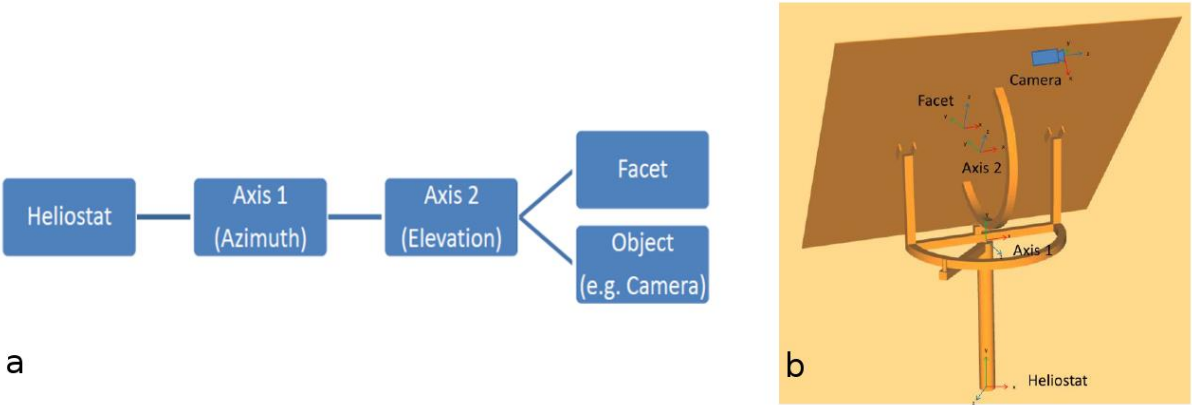 Heliostat
Axis 1
(Azimuth)
Axis 2
(Elevation)
Facet
Object
(e.g. Camera)
a
Camera
Facet
Axis 2
Axis 1
Heliostat
b